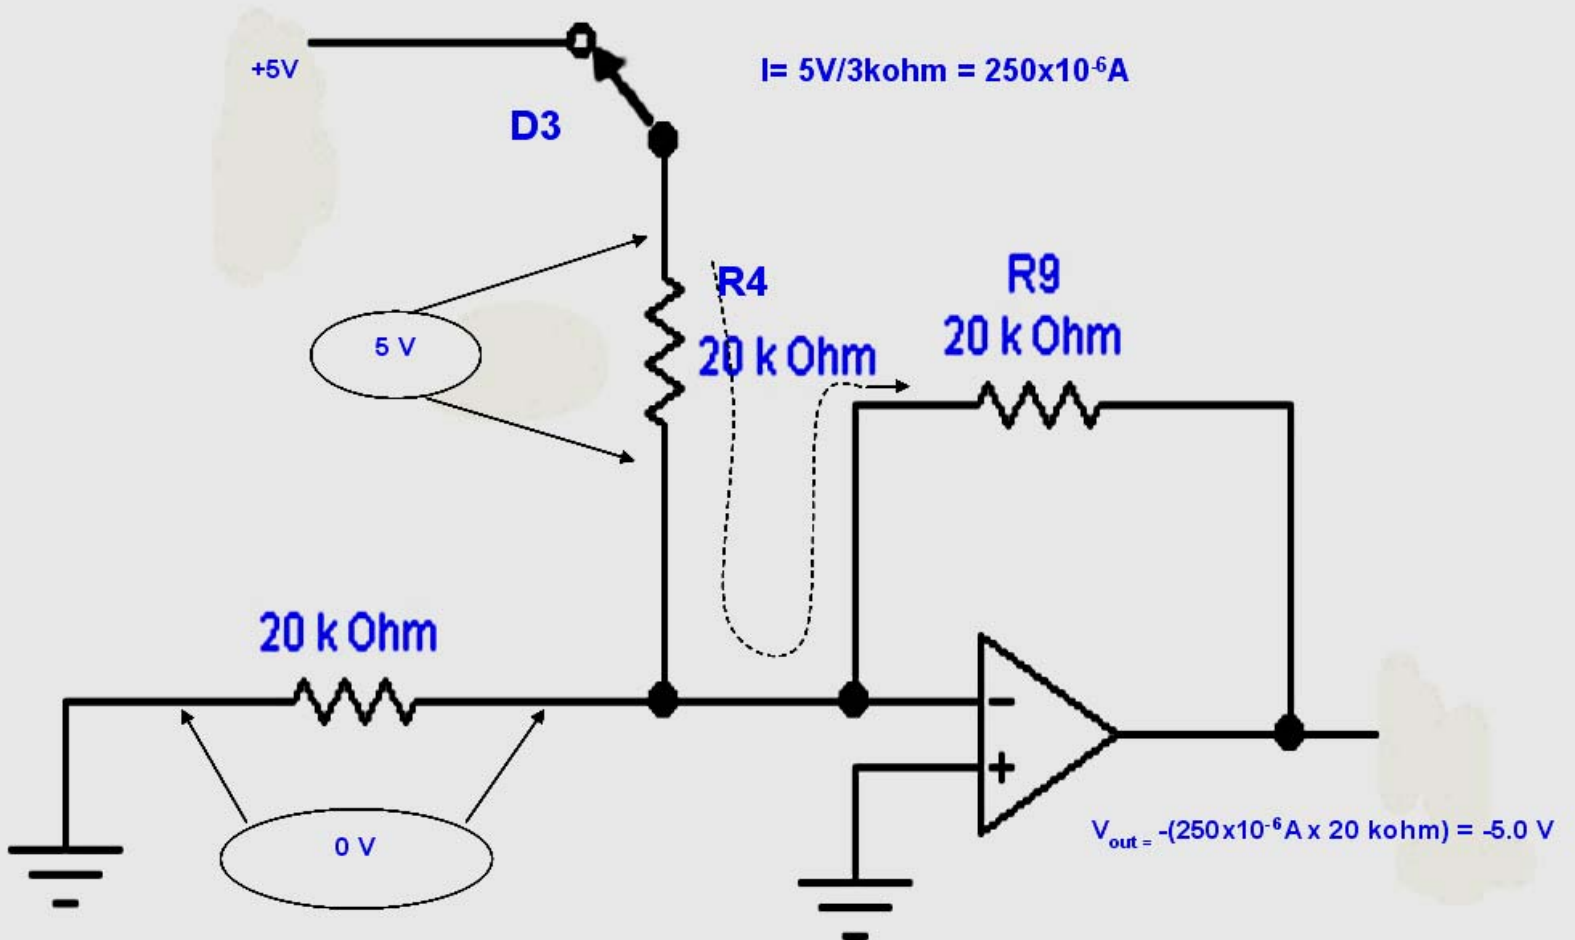 +5V
I= 5V/3kohm = 250x10⁻⁶A
D3
R4
20 k Ohm
R9
20 k Ohm
5 V
20 k Ohm
0 V
−
+
Vout = -(250x10⁻⁶A x 20 kohm) = -5.0 V